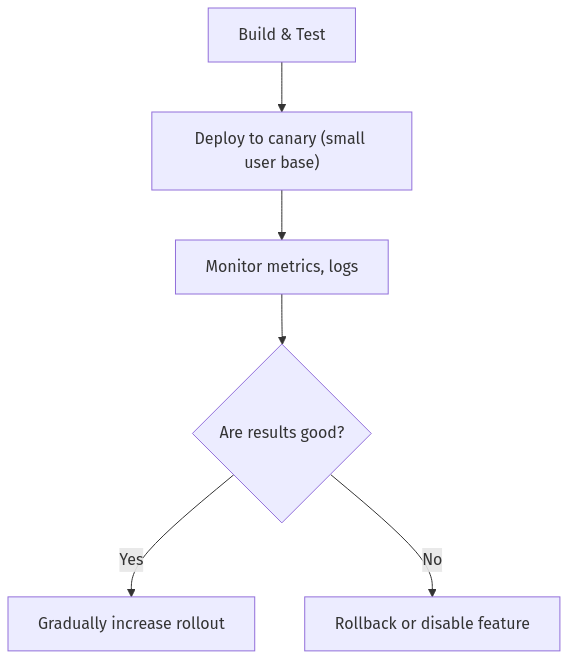 Build & Test
Deploy to canary (small
user base)
Monitor metrics, logs
Are results good?
Yes
No
Gradually increase rollout
Rollback or disable feature